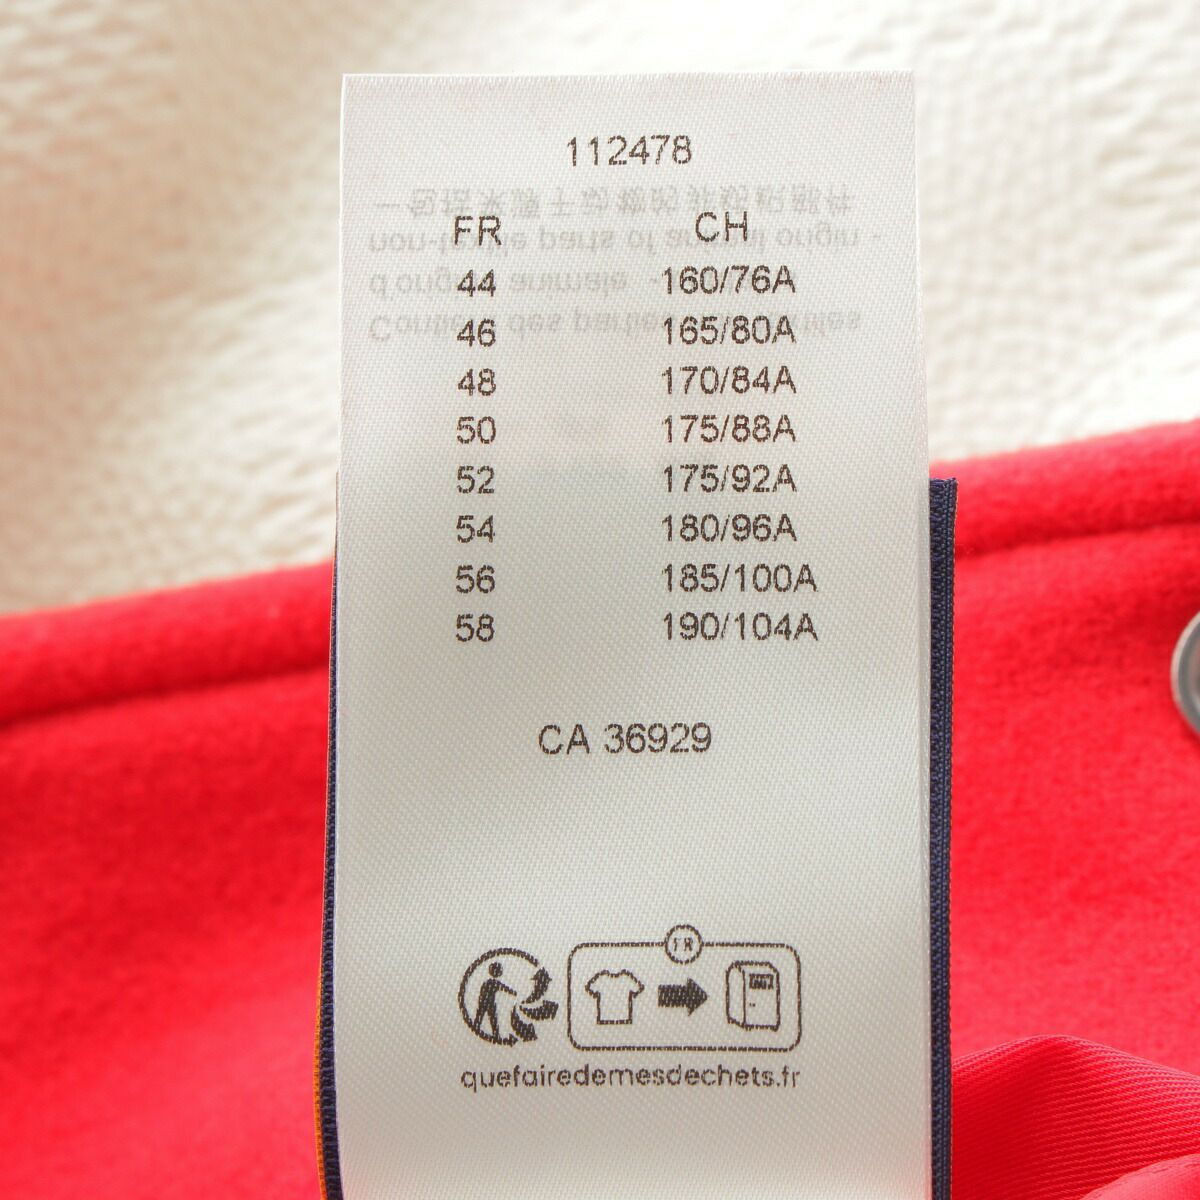 112478
FR CH
44 160/76A
46 165/80A
48 170/84A
50 175/88A
52 175/92A
54 180/96A
56 185/100A
58 190/104A
CA 36929
FR
quefairedemesdechets.fr